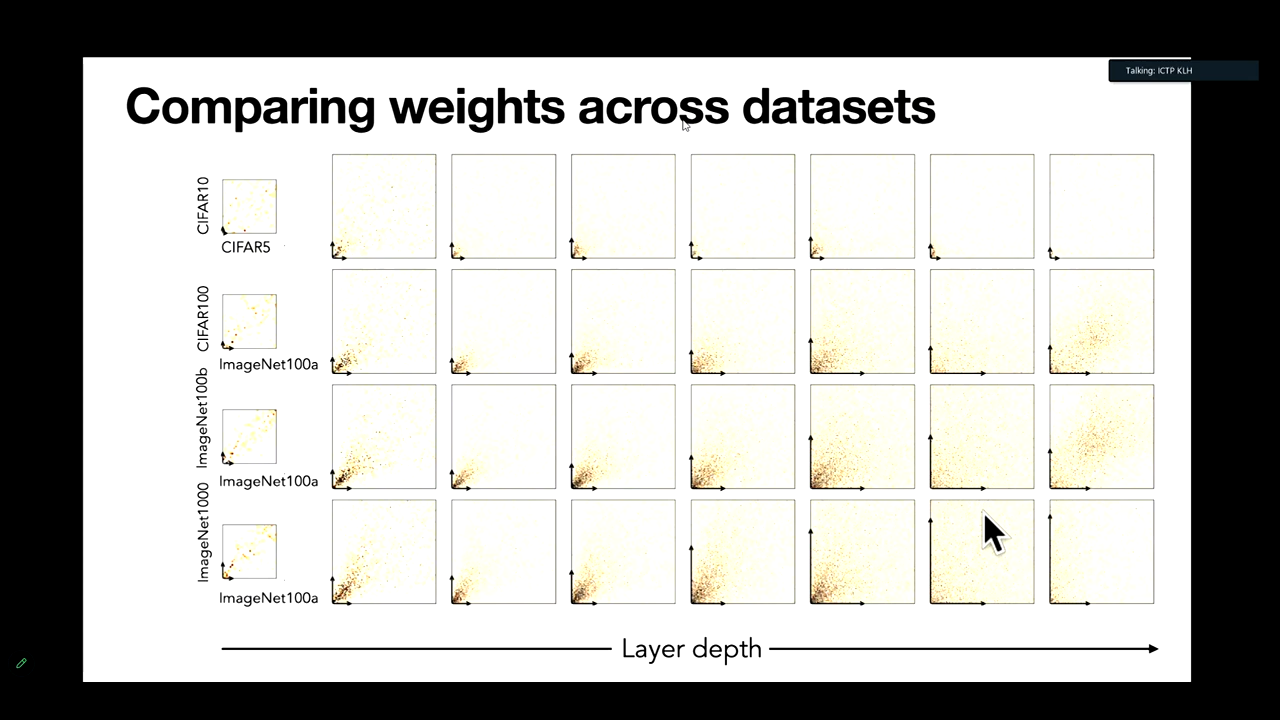 Talking: ICTP KLH
Comparing weights across datasets
CIFAR10
CIFAR5
CIFAR100
ImageNet100a
ImageNet100b
ImageNet100a
ImageNet1000
ImageNet100a
Layer depth